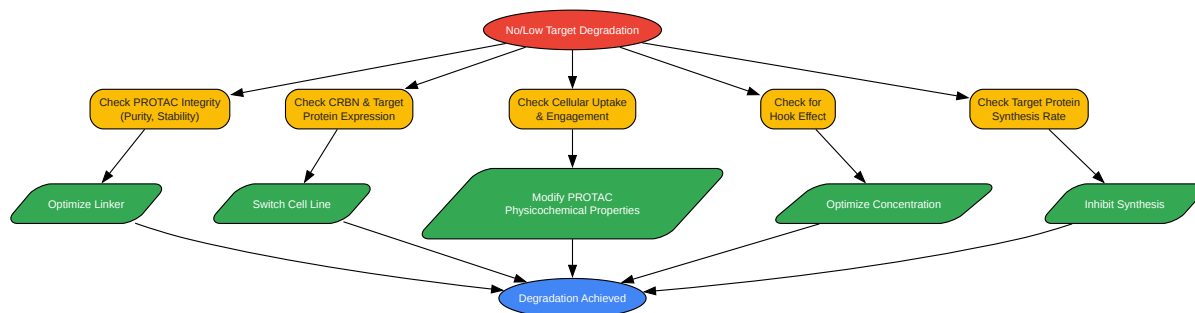 No/Low Target Degradation
Check PROTAC Integrity
(Purity, Stability)
Check CRBN & Target
Protein Expression
Check Cellular Uptake
& Engagement
Check for
Hook Effect
Check Target Protein
Synthesis Rate
Optimize Linker
Switch Cell Line
Modify PROTAC
Physicochemical Properties
Optimize Concentration
Inhibit Synthesis
Degradation Achieved